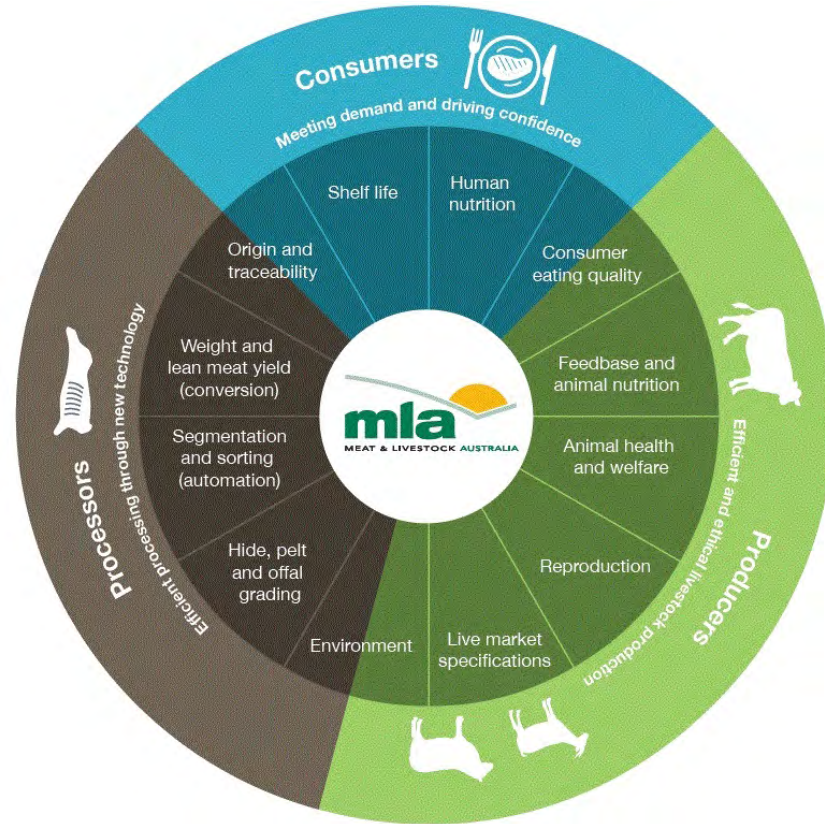 Consumers
Meeting demand and driving confidence
Shelf life
Human
nutrition
Origin and
traceability
Consumer
eating quality
Weight and
lean meat yield
(conversion)
Feedbase and
animal nutrition
mla
MEAT & LIVESTOCK AUSTRALIA
Segmentation
and sorting
(automation)
Animal health
and welfare
Hide, pelt
and offal
grading
Reproduction
Environment
Live market
specifications
Processors
Efficient processing through new technology
Producers
Efficient and ethical livestock production